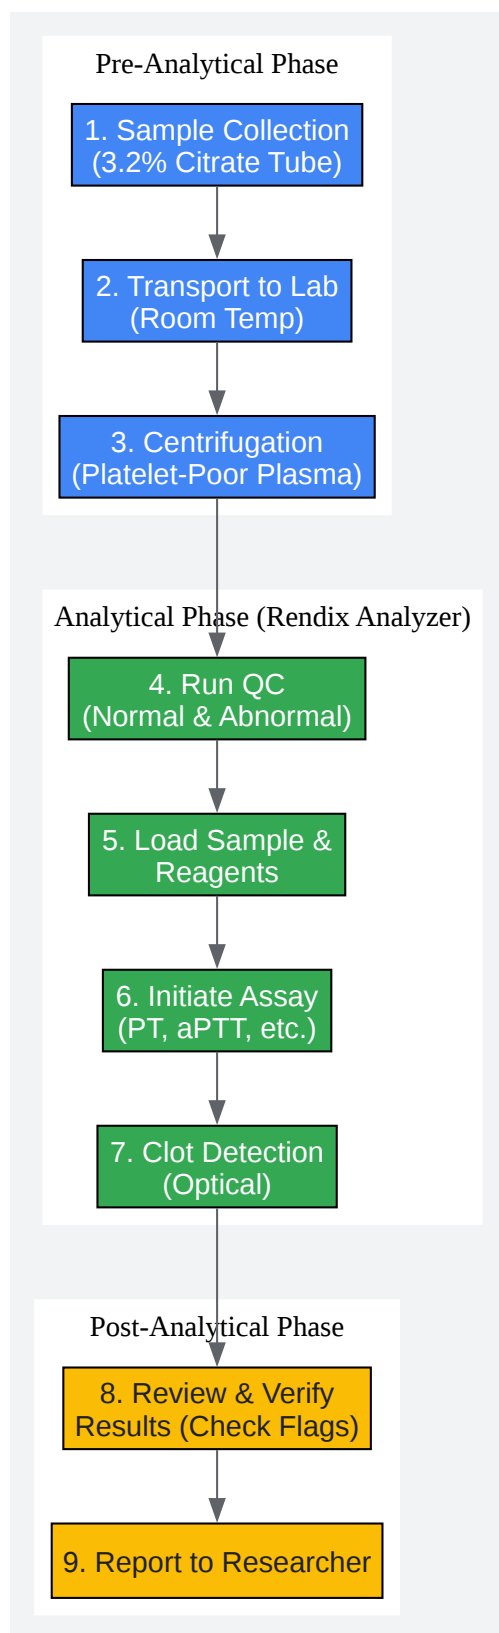 Pre-Analytical Phase
1. Sample Collection
(3.2% Citrate Tube)
2. Transport to Lab
(Room Temp)
3. Centrifugation
(Platelet-Poor Plasma)
Analytical Phase (Rendix Analyzer)
4. Run QC
(Normal & Abnormal)
5. Load Sample &
Reagents
6. Initiate Assay
(PT, aPTT, etc.)
7. Clot Detection
(Optical)
Post-Analytical Phase
8. Review & Verify
Results (Check Flags)
9. Report to Researcher